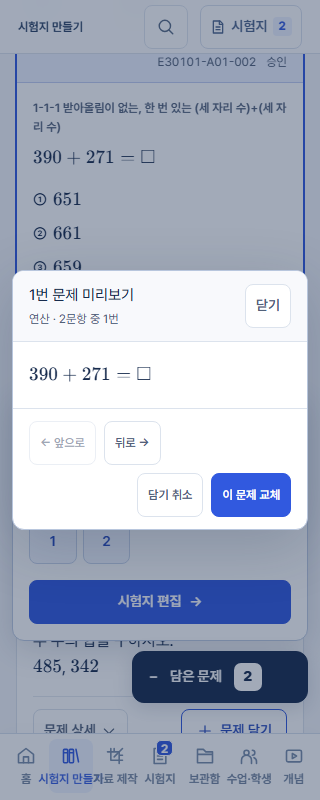 시험지 만들기
시험지 2
E30101-A01-002 승인
1-1-1 받아올림이 없는, 한 번 있는 (세 자리 수)+(세 자
리 수)
390 + 271 = □
① 651
② 661
③ 659
1번 문제 미리보기
닫기
연산 · 2문항 중 1번
390 + 271 = □
← 앞으로
뒤로 →
담기 취소
이 문제 교체
1
2
시험지 편집 →
485, 342
− 담은 문제 2
문제 상세
+ 문제 담기
2
홈
시험지 만들기
자료 제작
시험지
보관함
수업·학생
개념